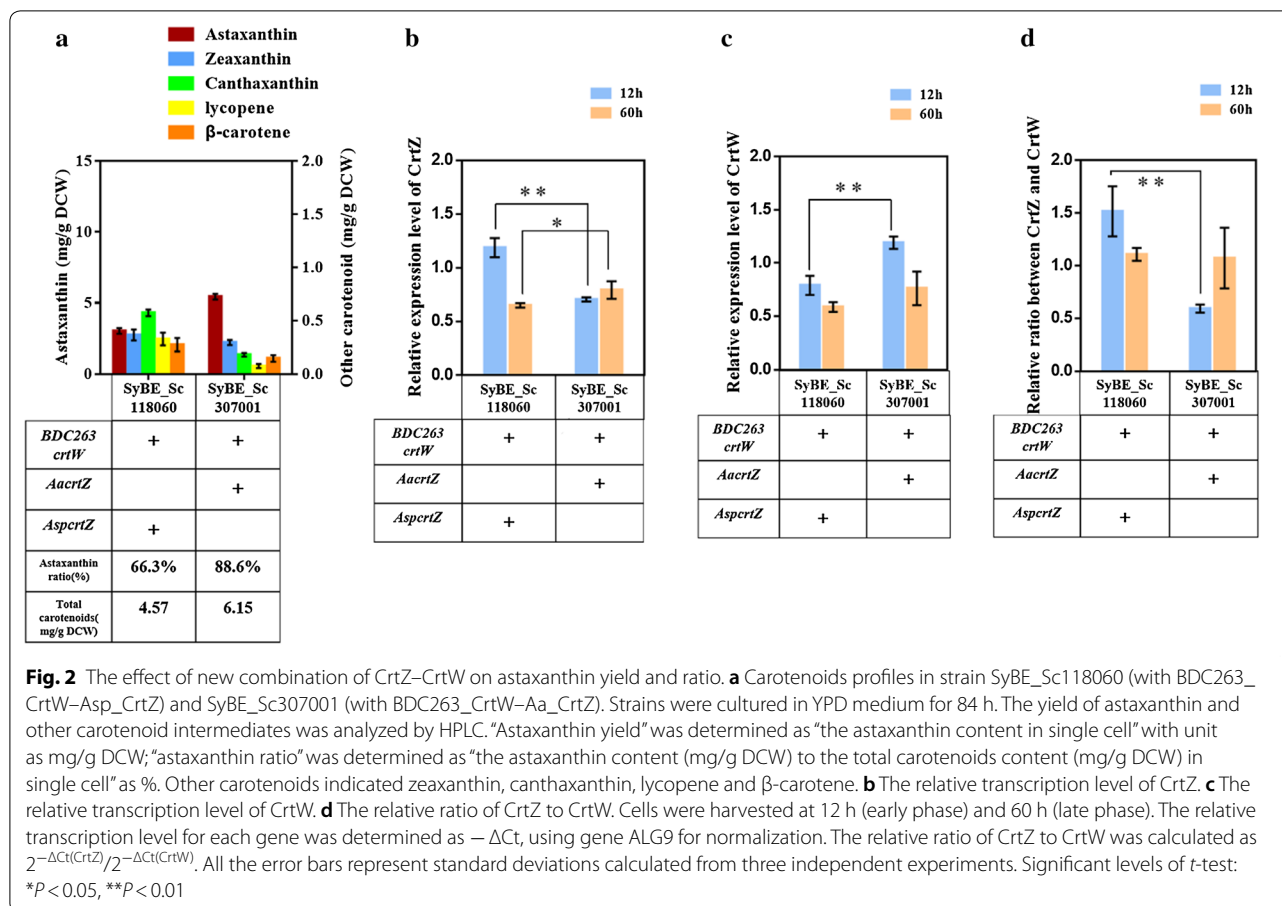 a
Astaxanthin
Zeaxanthin
Canthaxanthin
lycopene
β-carotene
15
10
5
0
Astaxanthin (mg/g DCW)
2.0
1.5
1.0
0.5
0.0
Other carotenoid (mg/g DCW)
SyBE_Sc SyBE_Sc
118060 307001
BDC263 + +
crtW
AacrtZ +
AspcrtZ +
Astaxanthin 66.3% 88.6%
ratio(%)
Total 4.57 6.15
carotenoids(
mg/g DCW)
b
12h
60h
Relative expression level of CrtZ
2.0
1.5
1.0
0.5
0.0
**
*
SyBE_Sc SyBE_Sc
118060 307001
BDC263 + +
crtW
AacrtZ +
AspcrtZ +
c
12h
60h
Relative expression level of CrtW
2.0
1.5
1.0
0.5
0.0
**
SyBE_Sc SyBE_Sc
118060 307001
BDC263 + +
crtW
AacrtZ +
AspcrtZ +
d
12h
60h
Relative ratio between CrtZ and CrtW
2.0
1.5
1.0
0.5
0.0
**
SyBE_Sc SyBE_Sc
118060 307001
BDC263 + +
crtW
AacrtZ +
AspcrtZ +
Fig. 2 The effect of new combination of CrtZ–CrtW on astaxanthin yield and ratio. a Carotenoids profiles in strain SyBE_Sc118060 (with BDC263_
CrtW–Asp_CrtZ) and SyBE_Sc307001 (with BDC263_CrtW–Aa_CrtZ). Strains were cultured in YPD medium for 84 h. The yield of astaxanthin and
other carotenoid intermediates was analyzed by HPLC. “Astaxanthin yield” was determined as “the astaxanthin content in single cell” with unit
as mg/g DCW; “astaxanthin ratio” was determined as “the astaxanthin content (mg/g DCW) to the total carotenoids content (mg/g DCW) in
single cell” as %. Other carotenoids indicated zeaxanthin, canthaxanthin, lycopene and β-carotene. b The relative transcription level of CrtZ. c The
relative transcription level of CrtW. d The relative ratio of CrtZ to CrtW. Cells were harvested at 12 h (early phase) and 60 h (late phase). The relative
transcription level for each gene was determined as − ΔCt, using gene ALG9 for normalization. The relative ratio of CrtZ to CrtW was calculated as
2^−ΔCt(CrtZ)/2^−ΔCt(CrtW). All the error bars represent standard deviations calculated from three independent experiments. Significant levels of t-test:
*P < 0.05, **P < 0.01